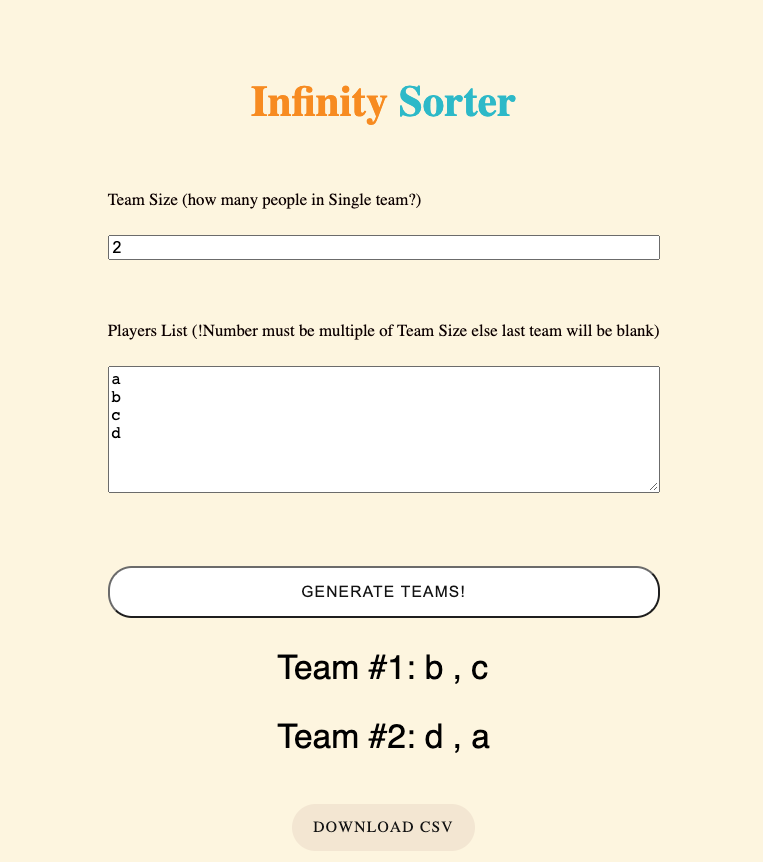 Infinity Sorter
Team Size (how many people in Single team?)
2
Players List (!Number must be multiple of Team Size else last team will be blank)
a
b
c
d
GENERATE TEAMS!
Team #1: b , c
Team #2: d , a
DOWNLOAD CSV